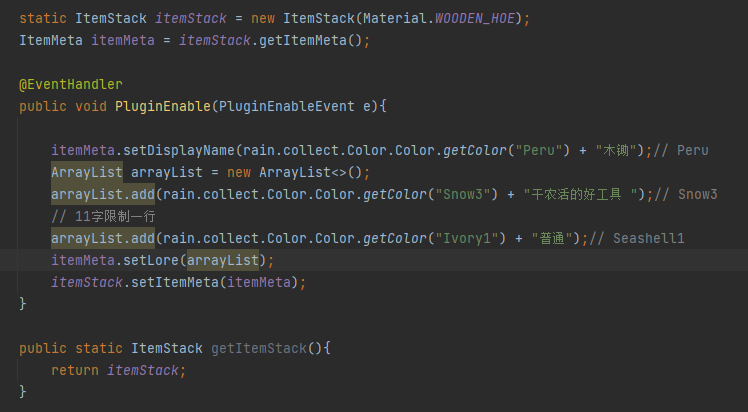 static ItemStack itemStack = new ItemStack(Material.WOODEN_HOE);
ItemMeta itemMeta = itemStack.getItemMeta();
@EventHandler
public void PluginEnable(PluginEnableEvent e){
itemMeta.setDisplayName(rain.collect.Color.Color.getColor("Peru") + "木锄");// Peru
ArrayList arrayList = new ArrayList<>();
arrayList.add(rain.collect.Color.Color.getColor("Snow3") + "干农活的好工具 ");// Snow3
// 11字限制一行
arrayList.add(rain.collect.Color.Color.getColor("Ivory1") + "普通");// Seashell1
itemMeta.setLore(arrayList);
itemStack.setItemMeta(itemMeta);
}
public static ItemStack getItemStack(){
return itemStack;
}